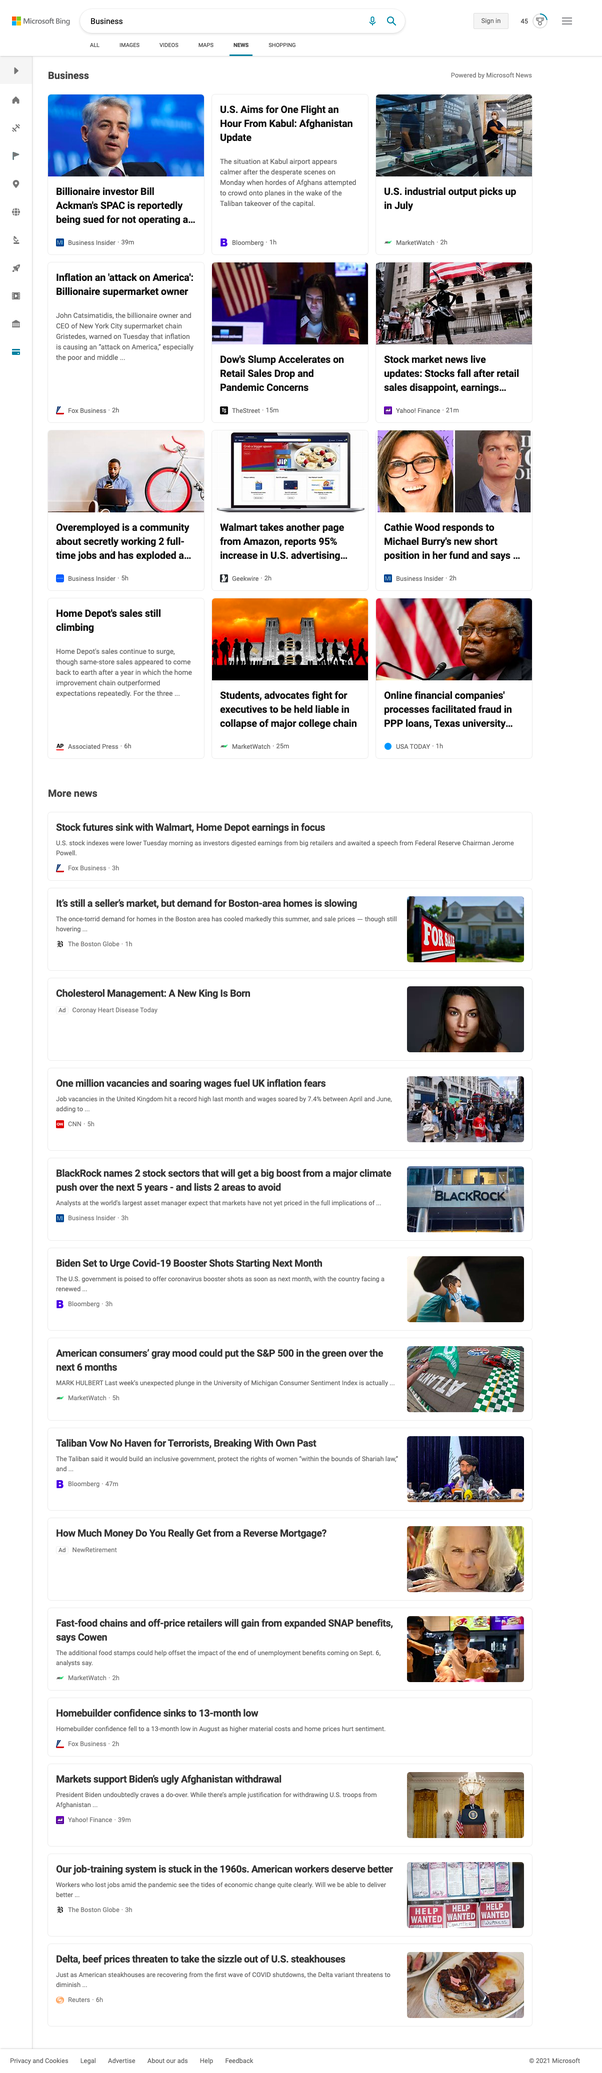 Microsoft Bing
Business
Sign in
45
ALL IMAGES VIDEOS MAPS NEWS SHOPPING
Business
Powered by Microsoft News
Billionaire investor Bill
Ackman's SPAC is reportedly
being sued for not operating a...
Business Insider · 39m
U.S. Aims for One Flight an
Hour From Kabul: Afghanistan
Update
The situation at Kabul airport appears
calmer after the desperate scenes on
Monday when hordes of Afghans attempted
to crowd onto planes in the wake of the
Taliban takeover of the capital.
Bloomberg · 1h
U.S. industrial output picks up
in July
MarketWatch · 2h
Inflation an 'attack on America':
Billionaire supermarket owner
John Catsimatidis, the billionaire owner and
CEO of New York City supermarket chain
Gristedes, warned on Tuesday that inflation
is causing an "attack on America," especially
the poor and middle ...
Fox Business · 2h
Dow's Slump Accelerates on
Retail Sales Drop and
Pandemic Concerns
TheStreet · 15m
Stock market news live
updates: Stocks fall after retail
sales disappoint, earnings...
Yahoo! Finance · 21m
Overemployed is a community
about secretly working 2 full-
time jobs and has exploded a...
Business Insider · 5h
Walmart takes another page
from Amazon, reports 95%
increase in U.S. advertising...
Geekwire · 2h
Cathie Wood responds to
Michael Burry's new short
position in her fund and says ...
Business Insider · 2h
Home Depot's sales still
climbing
Home Depot's sales continue to surge,
though same-store sales appeared to come
back to earth after a year in which the home
improvement chain outperformed
expectations repeatedly. For the three ...
AP
Associated Press · 6h
Students, advocates fight for
executives to be held liable in
collapse of major college chain
MarketWatch · 25m
Online financial companies'
processes facilitated fraud in
PPP loans, Texas university...
USA TODAY · 1h
More news
Stock futures sink with Walmart, Home Depot earnings in focus
U.S. stock indexes were lower Tuesday morning as investors digested earnings from big retailers and awaited a speech from Federal Reserve Chairman Jerome
Powell.
Fox Business · 3h
It's still a seller's market, but demand for Boston-area homes is slowing
The once-torrid demand for homes in the Boston area has cooled markedly this summer, and sale prices — though still
hovering ...
The Boston Globe · 1h
FOR SALE
Cholesterol Management: A New King Is Born
Ad Coronay Heart Disease Today
One million vacancies and soaring wages fuel UK inflation fears
Job vacancies in the United Kingdom hit a record high last month and wages soared by 7.4% between April and June,
adding to ...
CNN · 5h
BlackRock names 2 stock sectors that will get a big boost from a major climate
push over the next 5 years - and lists 2 areas to avoid
Analysts at the world's largest asset manager expect that markets have not yet priced in the full implications of ...
Business Insider · 3h
BLACKROCK
Biden Set to Urge Covid-19 Booster Shots Starting Next Month
The U.S. government is poised to offer coronavirus booster shots as soon as next month, with the country facing a
renewed ...
Bloomberg · 3h
American consumers' gray mood could put the S&P 500 in the green over the
next 6 months
MARK HULBERT Last week's unexpected plunge in the University of Michigan Consumer Sentiment Index is actually ...
MarketWatch · 5h
ATLANTA
Taliban Vow No Haven for Terrorists, Breaking With Own Past
The Taliban said it would build an inclusive government, protect the rights of women "within the bounds of Shariah law,"
and ...
Bloomberg · 47m
How Much Money Do You Really Get from a Reverse Mortgage?
Ad NewRetirement
Fast-food chains and off-price retailers will gain from expanded SNAP benefits,
says Cowen
The additional food stamps could help offset the impact of the end of unemployment benefits coming on Sept. 6,
analysts say.
MarketWatch · 2h
Homebuilder confidence sinks to 13-month low
Homebuilder confidence fell to a 13-month low in August as higher material costs and home prices hurt sentiment.
Fox Business · 2h
Markets support Biden's ugly Afghanistan withdrawal
President Biden undoubtedly craves a do-over. While there's ample justification for withdrawing U.S. troops from
Afghanistan ...
Yahoo! Finance · 39m
Our job-training system is stuck in the 1960s. American workers deserve better
Workers who lost jobs amid the pandemic see the tides of economic change quite clearly. Will we be able to deliver
better ...
The Boston Globe · 3h
HELP WANTED HELP WANTED HELP WANTED
Delta, beef prices threaten to take the sizzle out of U.S. steakhouses
Just as American steakhouses are recovering from the first wave of COVID shutdowns, the Delta variant threatens to
diminish ...
Reuters · 6h
Privacy and Cookies Legal Advertise About our ads Help Feedback
© 2021 Microsoft